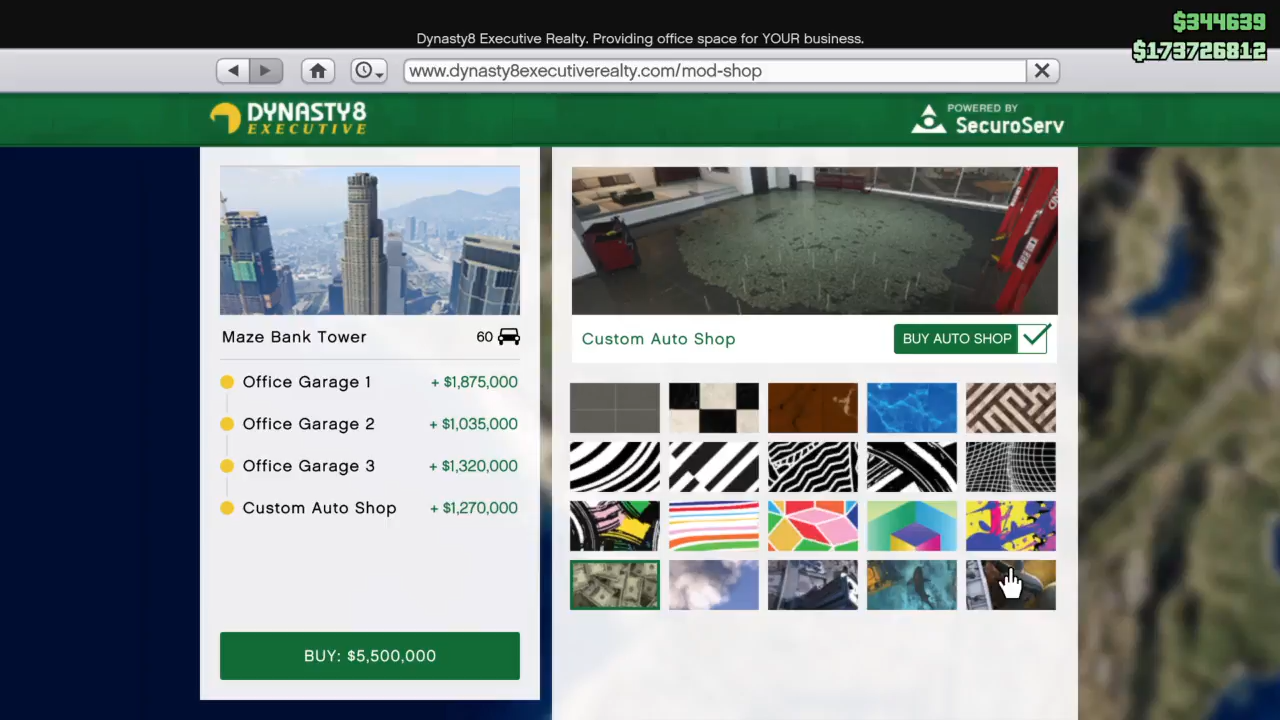 $344639
$173726812
Dynasty8 Executive Realty. Providing office space for YOUR business.
www.dynasty8executiverealty.com/mod-shop
DYNASTY8
EXECUTIVE
POWERED BY
SecuroServ
Maze Bank Tower 60
Office Garage 1 + $1,875,000
Office Garage 2 + $1,035,000
Office Garage 3 + $1,320,000
Custom Auto Shop + $1,270,000
BUY: $5,500,000
Custom Auto Shop BUY AUTO SHOP